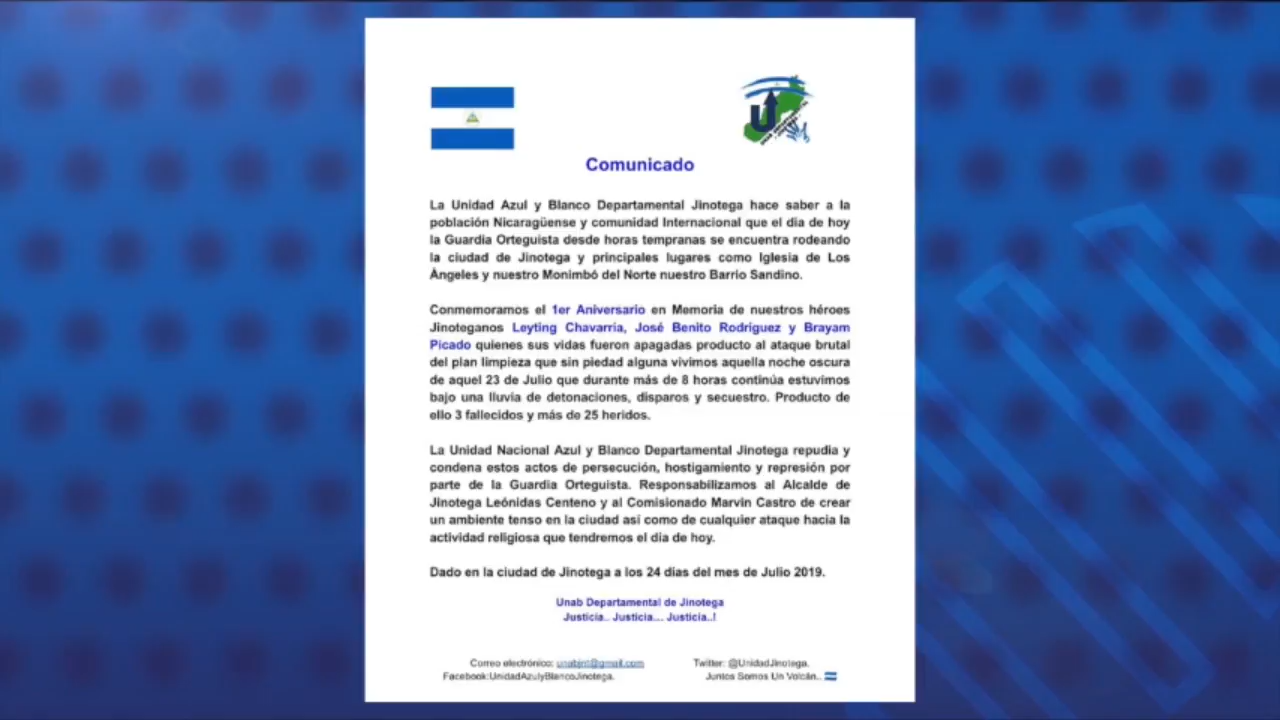 Comunicado
La Unidad Azul y Blanco Departamental Jinotega hace saber a la
población Nicaragüense y comunidad Internacional que el dia de hoy
la Guardia Orteguista desde horas tempranas se encuentra rodeando
la ciudad de Jinotega y principales lugares como Iglesia de Los
Ángeles y nuestro Monimbó del Norte nuestro Barrio Sandino.
Conmemoramos el 1er Aniversario en Memoria de nuestros héroes
Jinoteganos Leyting Chavarria, José Benito Rodriguez y Brayam
Picado quienes sus vidas fueron apagadas producto al ataque brutal
del plan limpieza que sin piedad alguna vivimos aquella noche oscura
de aquel 23 de Julio que durante más de 8 horas continúa estuvimos
bajo una lluvia de detonaciones, disparos y secuestro. Producto de
ello 3 fallecidos y más de 25 heridos.
La Unidad Nacional Azul y Blanco Departamental Jinotega repudia y
condena estos actos de persecución, hostigamiento y represión por
parte de la Guardia Orteguista. Responsabilizamos al Alcalde de
Jinotega Leónidas Centeno y al Comisionado Marvin Castro de crear
un ambiente tenso en la ciudad asi como de cualquier ataque hacia la
actividad religiosa que tendremos el dia de hoy.
Dado en la ciudad de Jinotega a los 24 dias del mes de Julio 2019.
Unab Departamental de Jinotega
Justicia.. Justicia... Justicia..!
Correo electrónico: unabjnt@gmail.com Twitter: @UnidadJinotega.
Facebook:UnidadAzulyBlancoJinotega. Juntos Somos Un Volcán..